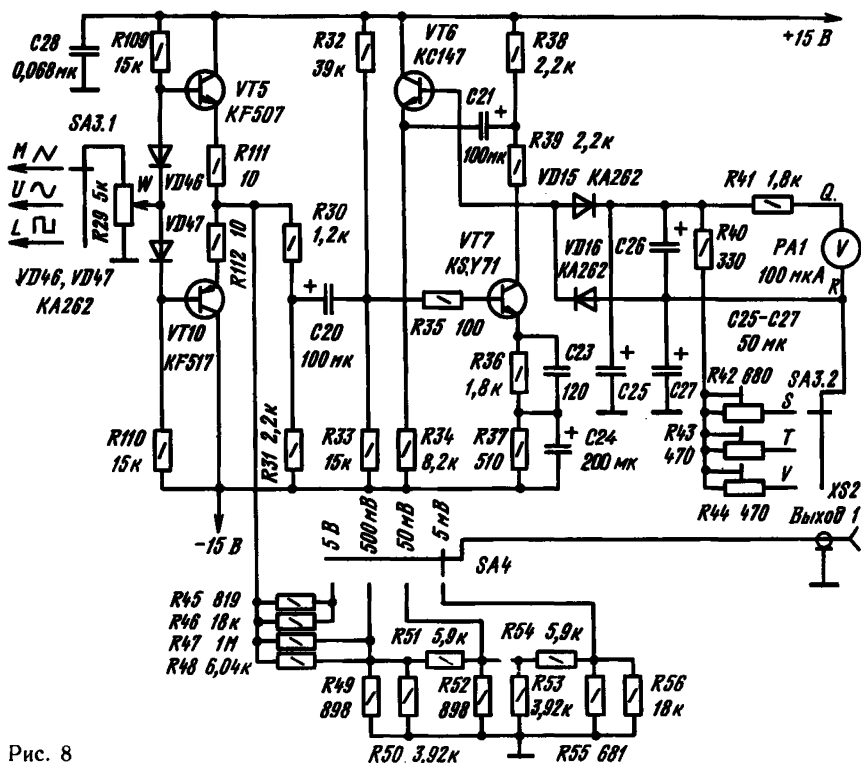 +15 В
C28
0,068 мк
R109
15к
VT5
KF507
R32
39к
VT6
KC147
C21
+
100мк
R38
2,2к
R39 2,2к
SA3.1
M
U
L
R29 5к
W
VD46
VD47
R111
10
R112 10
VD46, VD47
KA262
VT10
KF517
R110
15к
-15 В
R30
1,2к
+
C20
100 мк
R31 2,2к
R33
15к
R34
8,2к
R35 100
VT7
KSY71
R36
1,8к
C23
120
R37
510
+
C24
200 мк
VD15 KA262
VD16
KA262
C26
+
+
C25
+
C27
R40
330
R41 1,8к
Q.
V
PA1
100 мкА
R
C25-C27
50 мк
R42 680
SA3.2
S
R43
470
T
V
R44 470
XS2
Выход 1
5 В
500 мВ
50 мВ
5 мВ
SA4
R45 819
R46 18к
R47 1М
R48 6,04к
R51 5,9к
R54 5,9к
R49
898
R52
898
R53
3,92к
R56
18к
R50 3,92к
R55 681
Рис. 8